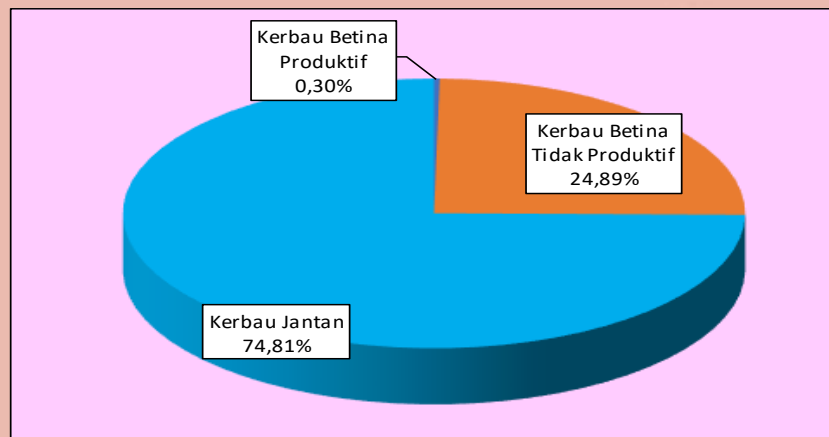 Kerbau Betina
Produktif
0,30%
Kerbau Betina
Tidak Produktif
24,89%
Kerbau Jantan
74,81%